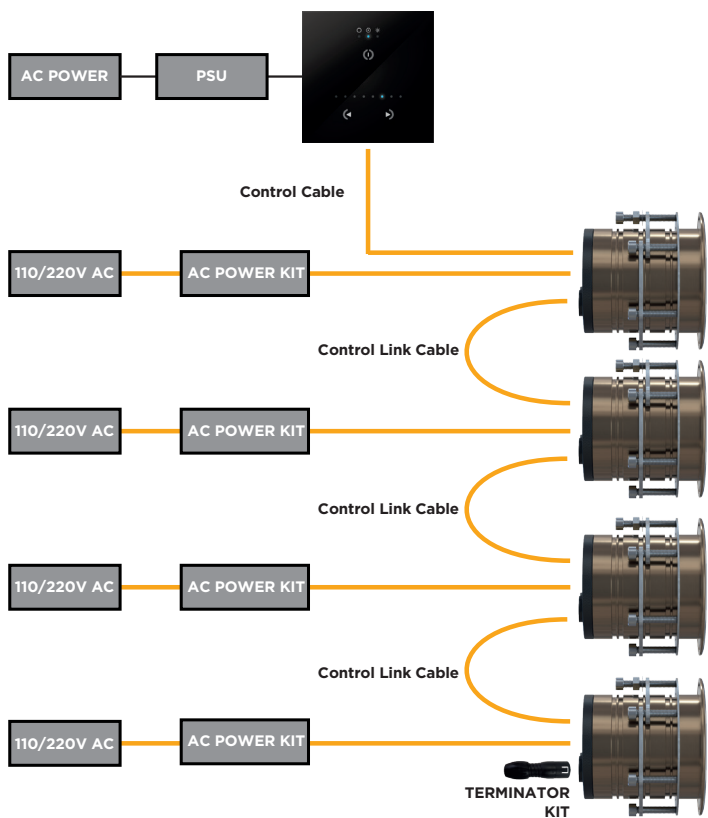 AC POWER
PSU
Control Cable
110/220V AC
AC POWER KIT
Control Link Cable
110/220V AC
AC POWER KIT
Control Link Cable
110/220V AC
AC POWER KIT
Control Link Cable
110/220V AC
AC POWER KIT
TERMINATOR
KIT